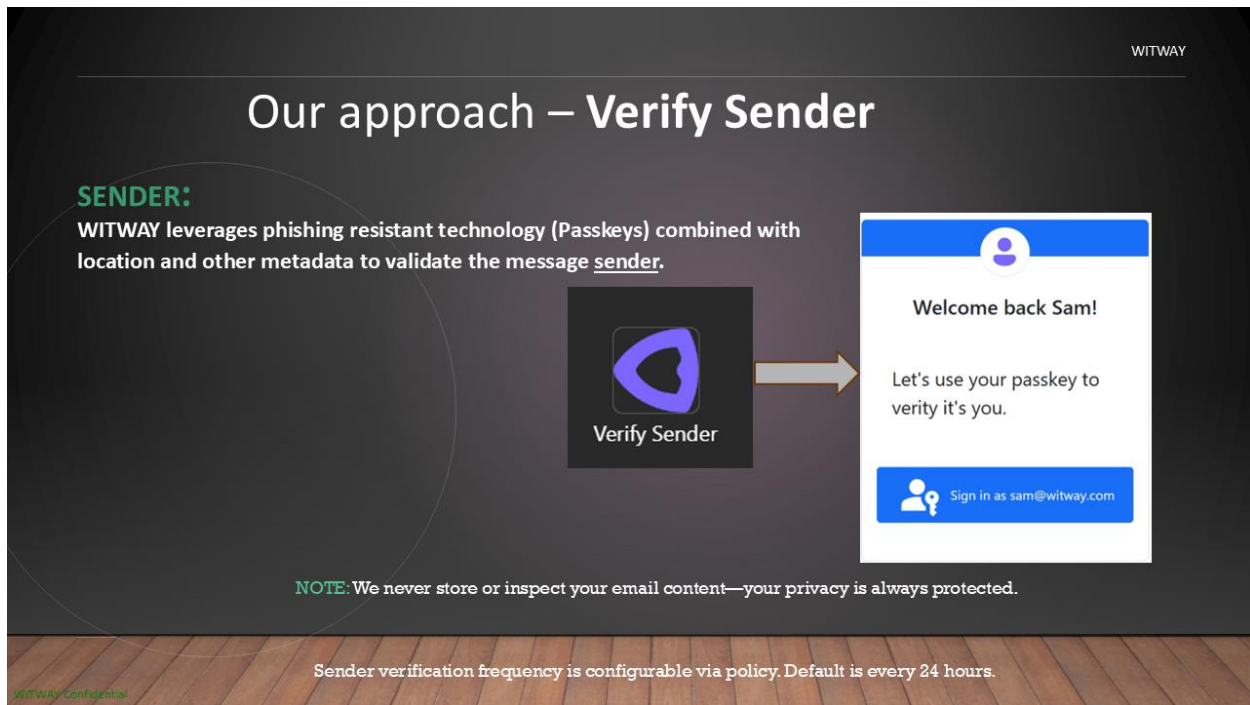 WITWAY
Our approach – Verify Sender
SENDER:
WITWAY leverages phishing resistant technology (Passkeys) combined with
location and other metadata to validate the message sender.
Verify Sender
Welcome back Sam!
Let's use your passkey to
verity it's you.
Sign in as sam@witway.com
NOTE: We never store or inspect your email content—your privacy is always protected.
Sender verification frequency is configurable via policy. Default is every 24 hours.
WITWAY Confidential